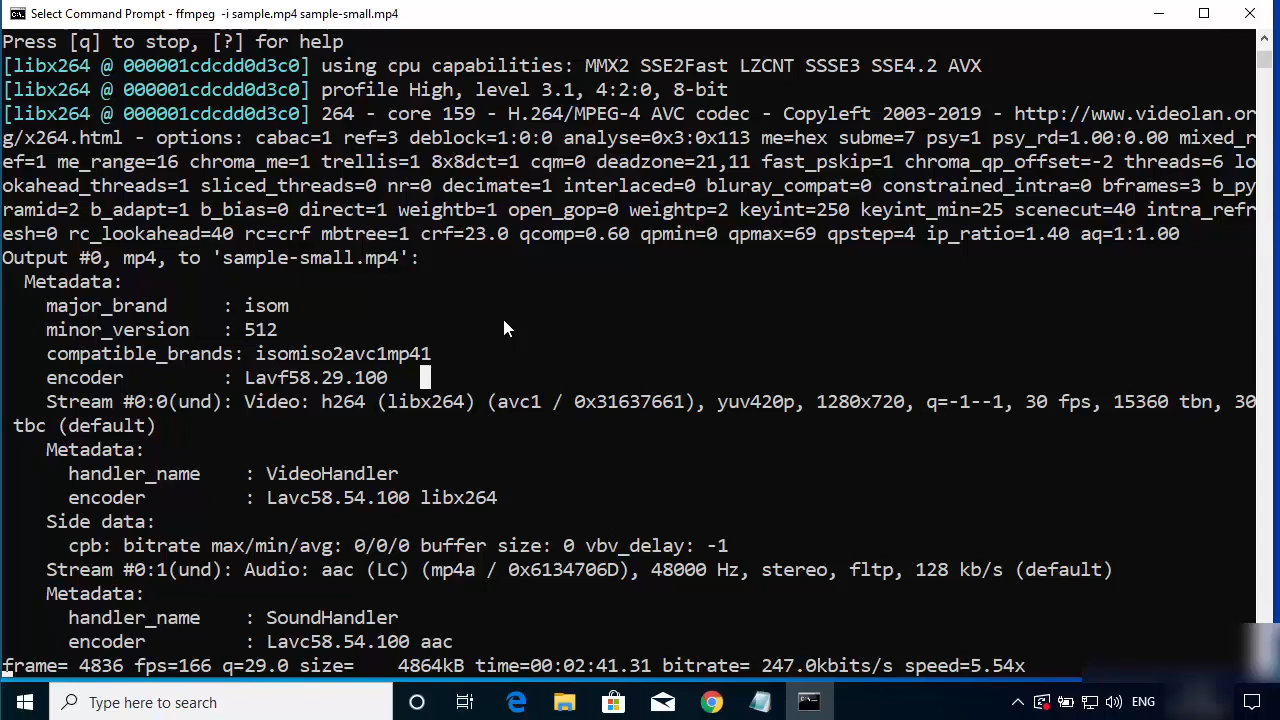 Select Command Prompt - ffmpeg  -i sample.mp4 sample-small.mp4
Press [q] to stop, [?] for help
[libx264 @ 000001cdcdd0d3c0] using cpu capabilities: MMX2 SSE2Fast LZCNT SSSE3 SSE4.2 AVX
[libx264 @ 000001cdcdd0d3c0] profile High, level 3.1, 4:2:0, 8-bit
[libx264 @ 000001cdcdd0d3c0] 264 - core 159 - H.264/MPEG-4 AVC codec - Copyleft 2003-2019 - http://www.videolan.or
g/x264.html - options: cabac=1 ref=3 deblock=1:0:0 analyse=0x3:0x113 me=hex subme=7 psy=1 psy_rd=1.00:0.00 mixed_r
ef=1 me_range=16 chroma_me=1 trellis=1 8x8dct=1 cqm=0 deadzone=21,11 fast_pskip=1 chroma_qp_offset=-2 threads=6 lo
okahead_threads=1 sliced_threads=0 nr=0 decimate=1 interlaced=0 bluray_compat=0 constrained_intra=0 bframes=3 b_py
ramid=2 b_adapt=1 b_bias=0 direct=1 weightb=1 open_gop=0 weightp=2 keyint=250 keyint_min=25 scenecut=40 intra_refr
esh=0 rc_lookahead=40 rc=crf mbtree=1 crf=23.0 qcomp=0.60 qpmin=0 qpmax=69 qpstep=4 ip_ratio=1.40 aq=1:1.00
Output #0, mp4, to 'sample-small.mp4':
  Metadata:
    major_brand     : isom
    minor_version   : 512
    compatible_brands: isomiso2avc1mp41
    encoder         : Lavf58.29.100
    Stream #0:0(und): Video: h264 (libx264) (avc1 / 0x31637661), yuv420p, 1280x720, q=-1--1, 30 fps, 15360 tbn, 30
 tbc (default)
    Metadata:
      handler_name    : VideoHandler
      encoder         : Lavc58.54.100 libx264
    Side data:
      cpb: bitrate max/min/avg: 0/0/0 buffer size: 0 vbv_delay: -1
    Stream #0:1(und): Audio: aac (LC) (mp4a / 0x6134706D), 48000 Hz, stereo, fltp, 128 kb/s (default)
    Metadata:
      handler_name    : SoundHandler
      encoder         : Lavc58.54.100 aac
frame= 4836 fps=166 q=29.0 size=    4864kB time=00:02:41.31 bitrate= 247.0kbits/s speed=5.54x
Type here to search
ENG